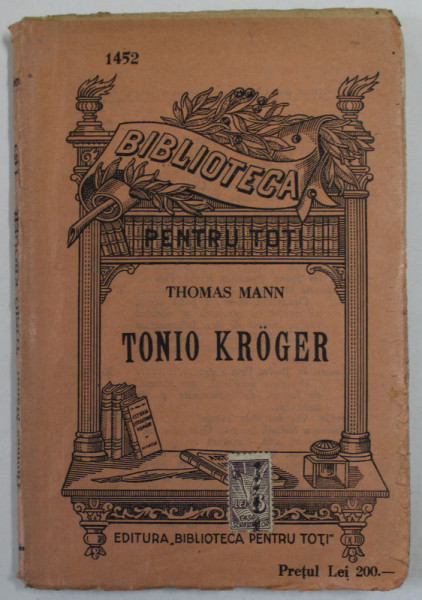 1452
BIBLIOTECA
PENTRU TOȚI
THOMAS MANN
TONIO KRÖGER
EDITURA „BIBLIOTECA PENTRU TOȚI"
Prețul Lei 200.—